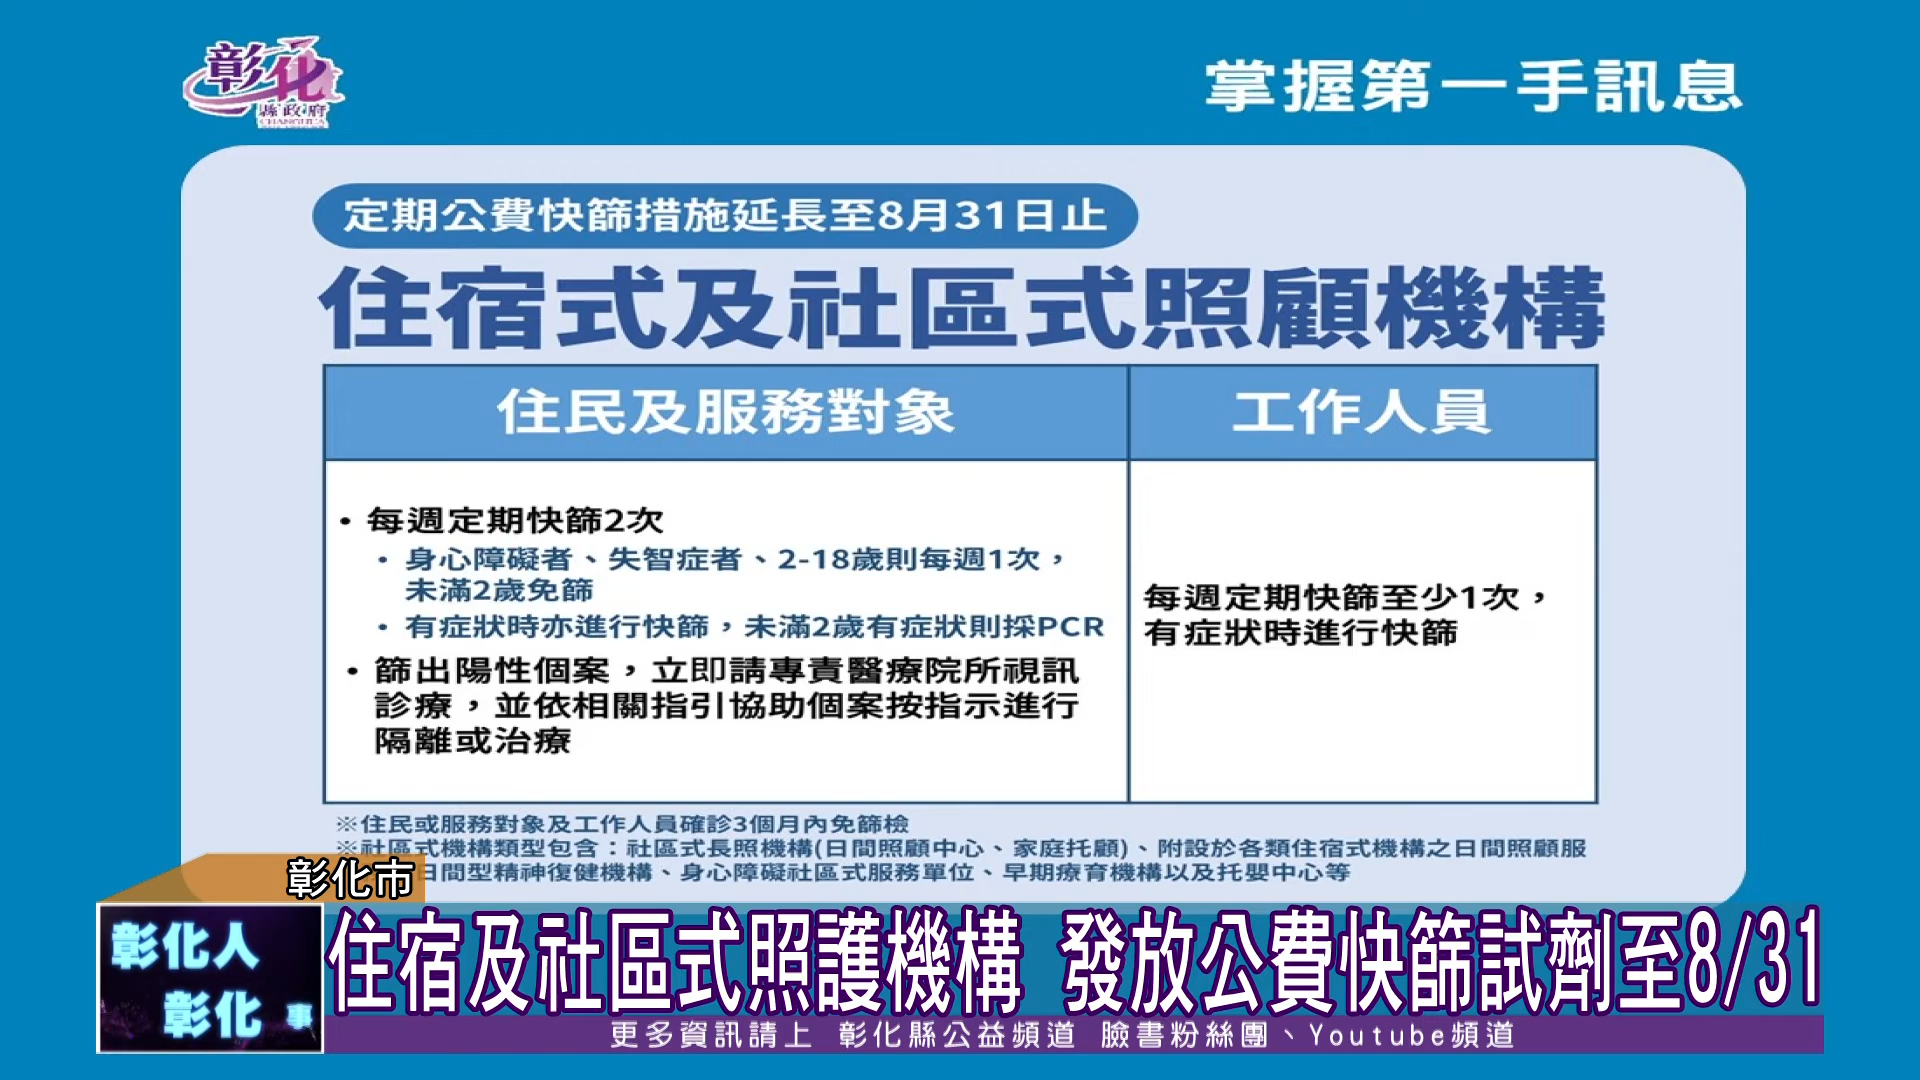 彰化
縣政府
CHANGHUA
掌握第一手訊息
定期公費快篩措施延長至8月31日止
住宿式及社區式照顧機構
住民及服務對象
工作人員
• 每週定期快篩2次
• 身心障礙者、失智症者、2-18歲則每週1次，
未滿2歲免篩
• 有症狀時亦進行快篩，未滿2歲有症狀則採PCR
• 篩出陽性個案，立即請專責醫療院所視訊
診療，並依相關指引協助個案按指示進行
隔離或治療
每週定期快篩至少1次，
有症狀時進行快篩
※住民或服務對象及工作人員確診3個月內免篩檢
※社區式機構類型包含：社區式長照機構(日間照顧中心、家庭托顧)、附設於各類住宿式機構之日間照顧服
日間型精神復健機構、身心障礙社區式服務單位、早期療育機構以及托嬰中心等
彰化市
彰化人
彰化 事
住宿及社區式照護機構 發放公費快篩試劑至8/31
更多資訊請上 彰化縣公益頻道 臉書粉絲團、Youtube頻道